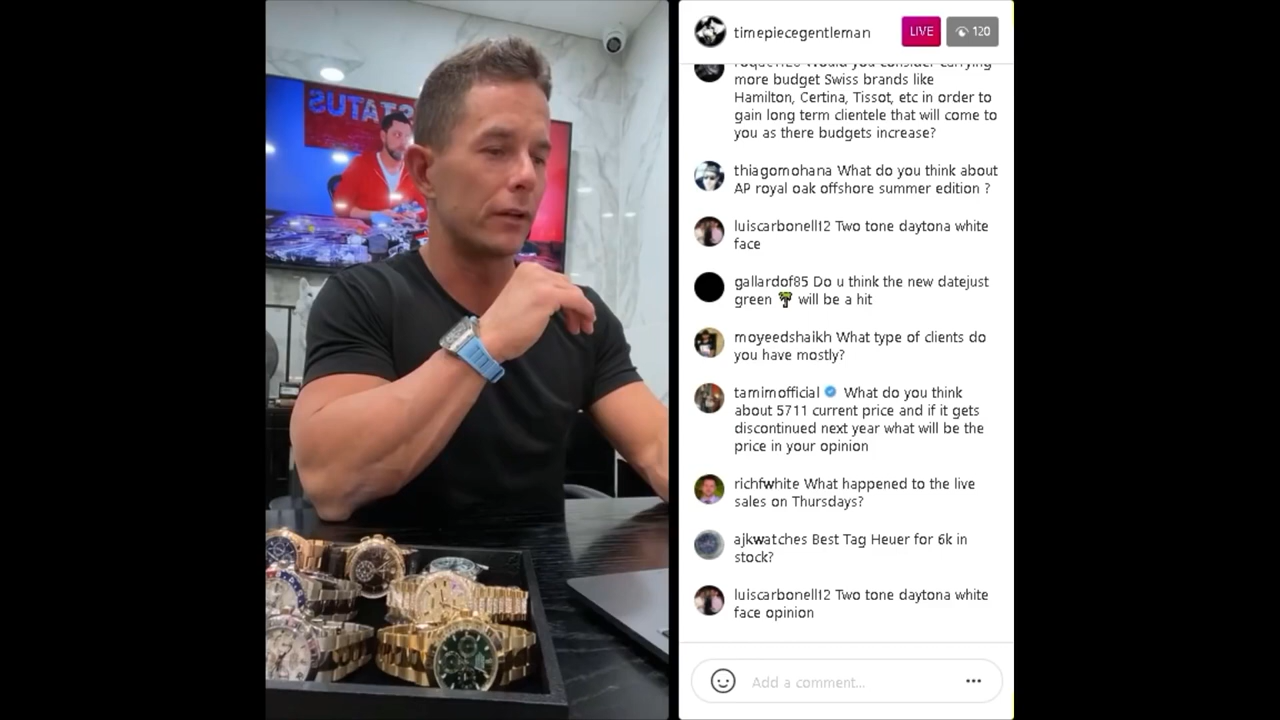 SUTATS
timepiecegentleman
LIVE
120
more budget Swiss brands like
Hamilton, Certina, Tissot, etc in order to
gain long term clientele that will come to
you as there budgets increase?
thiagomohana What do you think about
AP royal oak offshore summer edition ?
luiscarbonell12 Two tone daytona white
face
gallardof85 Do u think the new datejust
green 🌴 will be a hit
moyeedshaikh What type of clients do
you have mostly?
tamimofficial What do you think
about 5711 current price and if it gets
discontinued next year what will be the
price in your opinion
richfwhite What happened to the live
sales on Thursdays?
ajkwatches Best Tag Heuer for 6k in
stock?
luiscarbonell12 Two tone daytona white
face opinion
Add a comment...